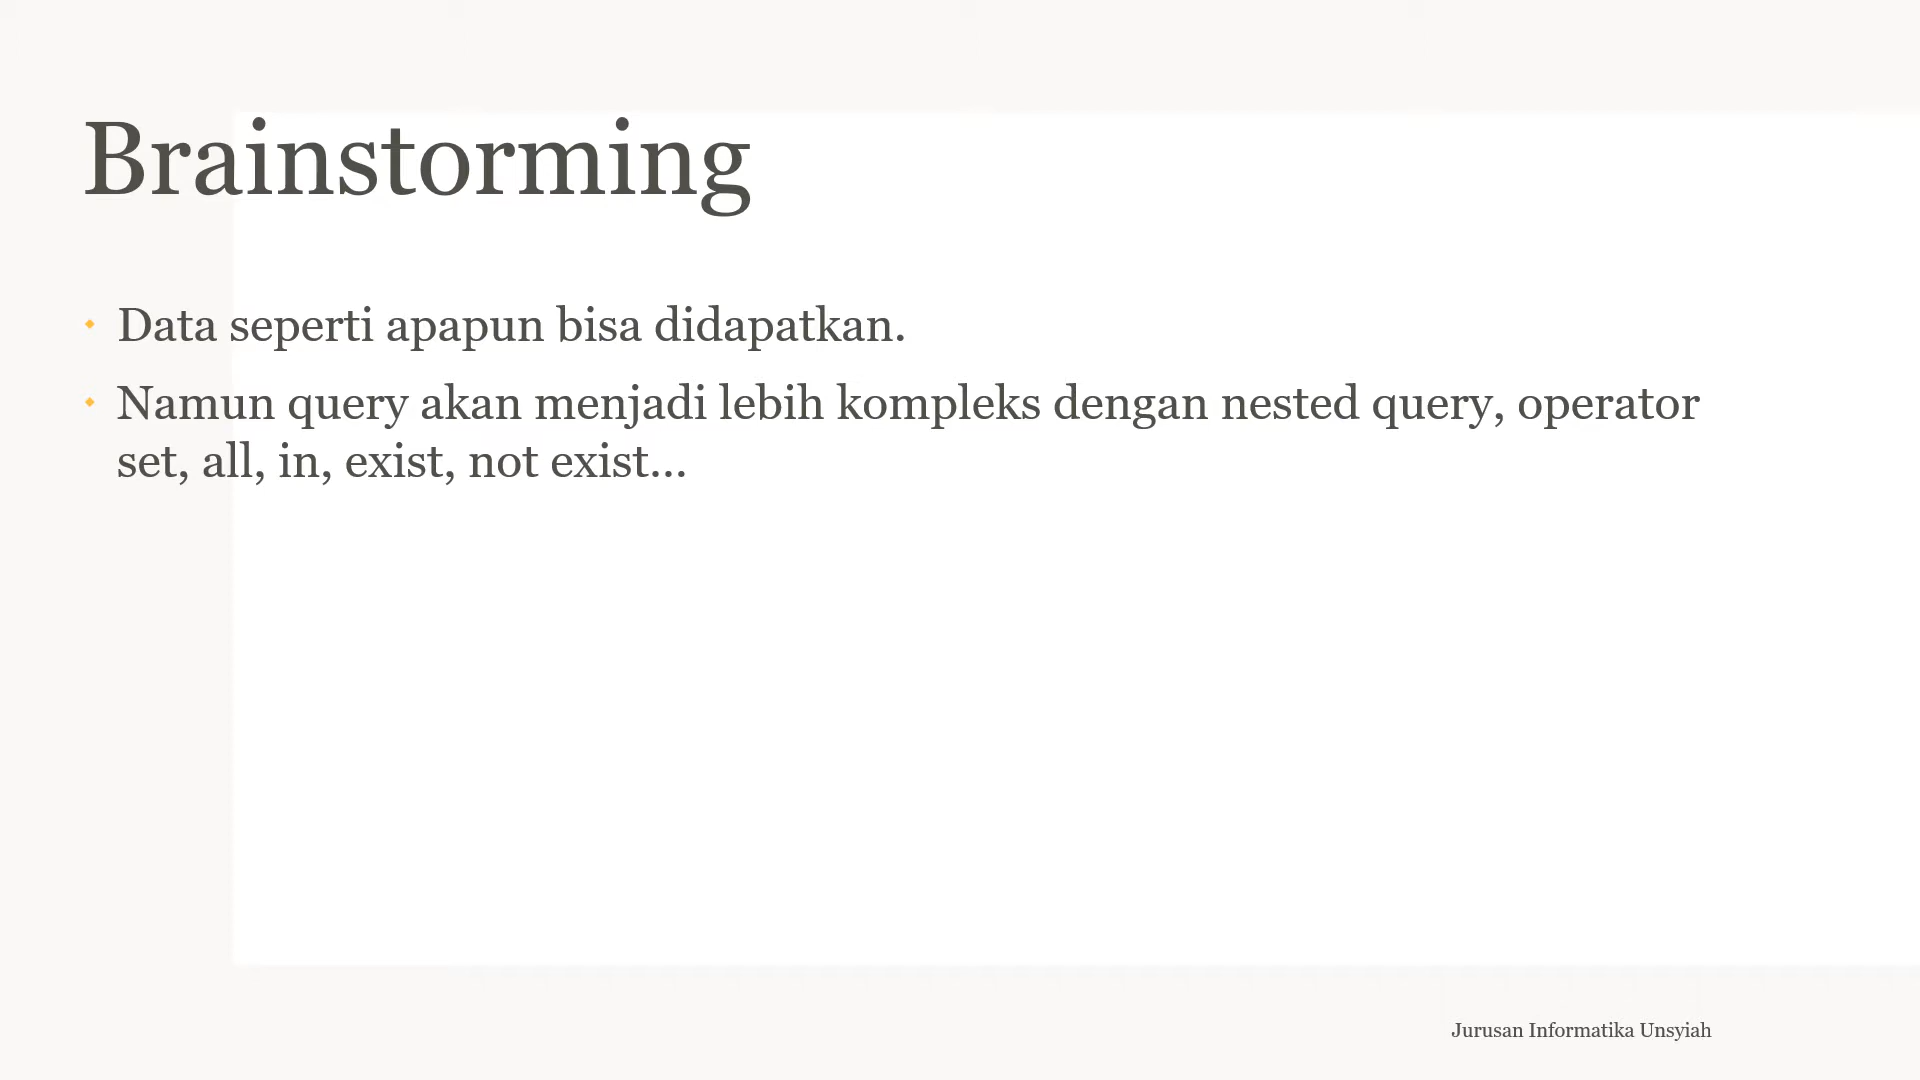 Brainstorming
Data seperti apapun bisa didapatkan.
Namun query akan menjadi lebih kompleks dengan nested query, operator
set, all, in, exist, not exist...
Jurusan Informatika Unsyiah